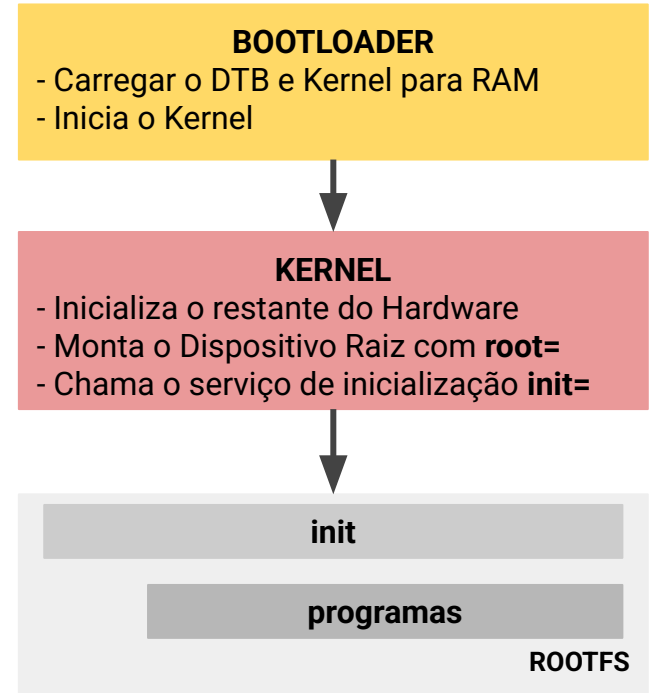 BOOTLOADER
- Carregar o DTB e Kernel para RAM
- Inicia o Kernel
KERNEL
- Inicializa o restante do Hardware
- Monta o Dispositivo Raiz com root=
- Chama o serviço de inicialização init=
init
programas
ROOTFS